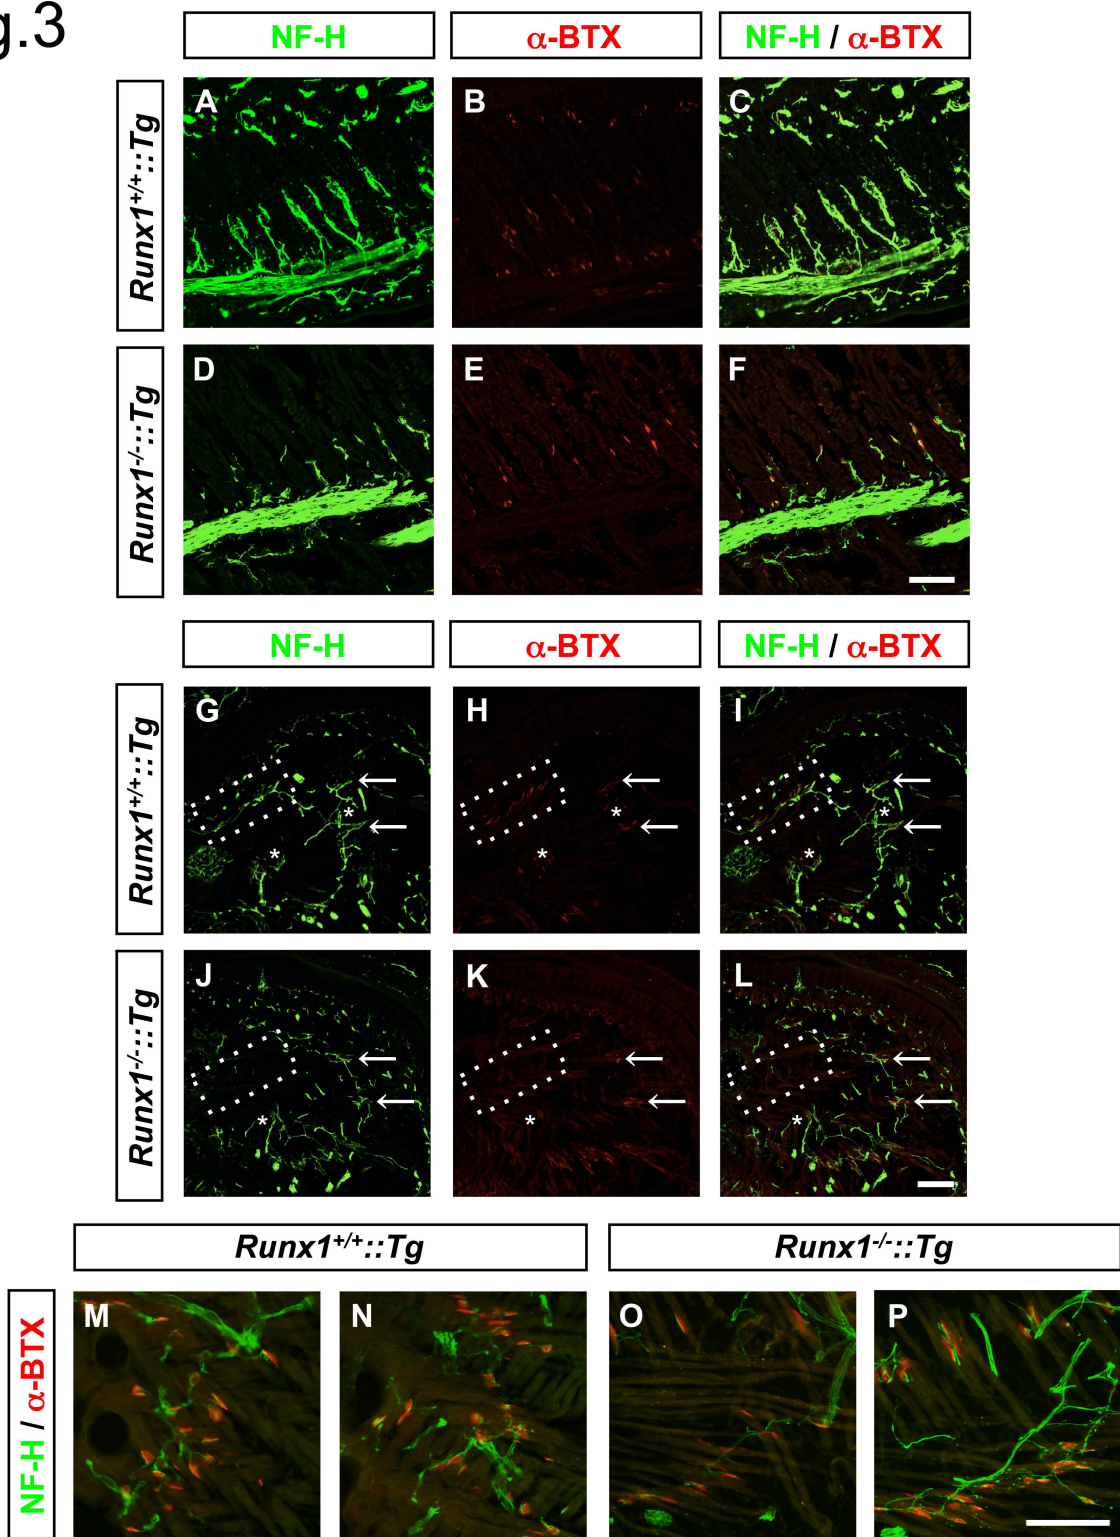 g.3
NF-H α-BTX NF-H / α-BTX
Runx1+/+::Tg
A B C
Runx1-/-::Tg
D E F
NF-H α-BTX NF-H / α-BTX
Runx1+/+::Tg
G H I
* * *
* * *
Runx1-/-::Tg
J K L
* * *
Runx1+/+::Tg Runx1-/-::Tg
NF-H / α-BTX
M N O P